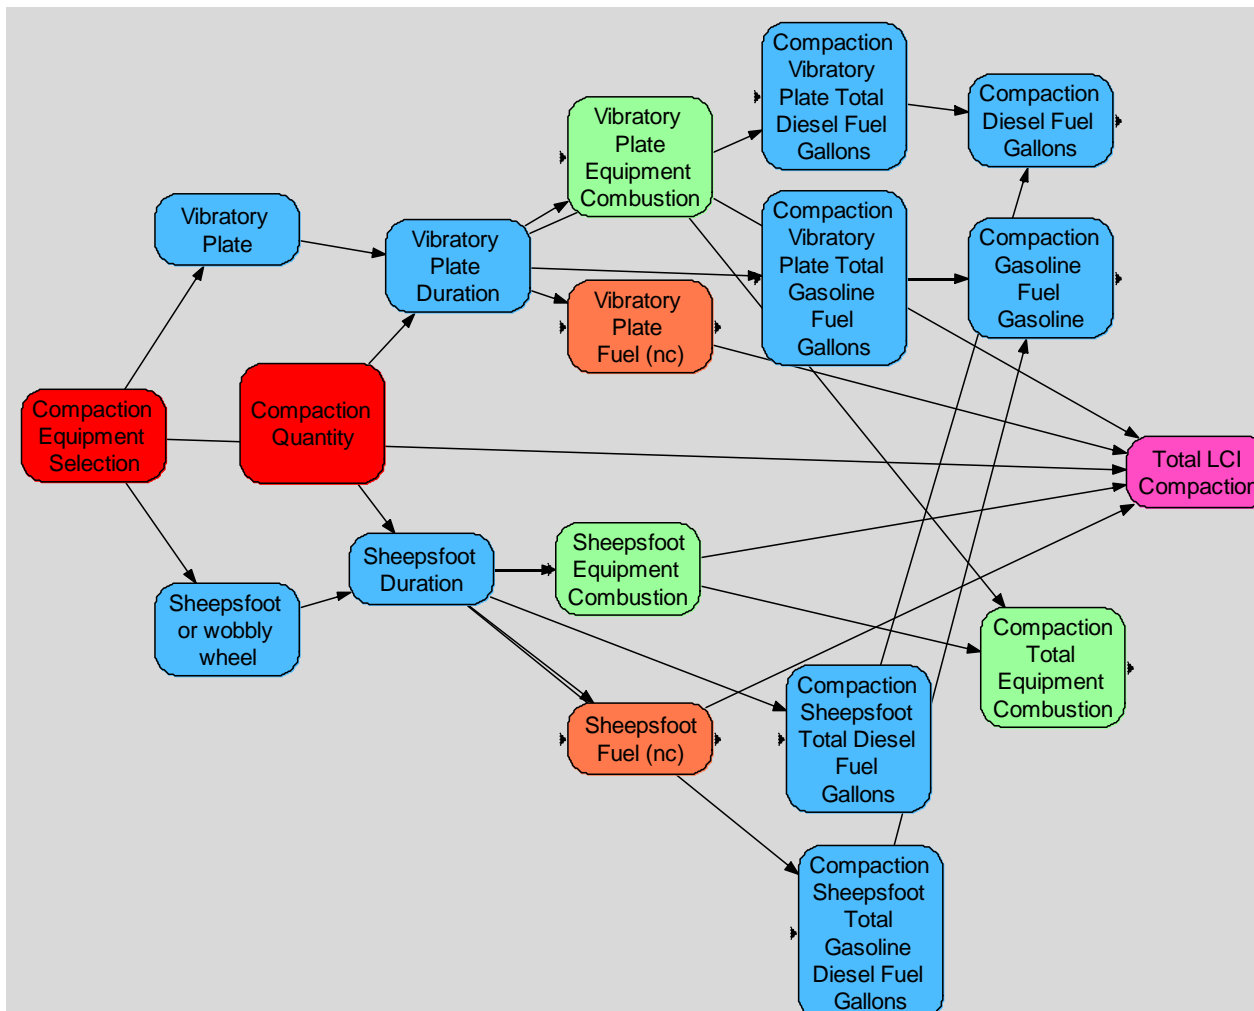 Compaction
Vibratory
Plate Total
Diesel Fuel
Gallons
Compaction
Diesel Fuel
Gallons
Vibratory
Plate
Equipment
Combustion
Vibratory
Plate
Vibratory
Plate
Duration
Compaction
Vibratory
Plate Total
Gasoline
Fuel
Gallons
Compaction
Gasoline
Fuel
Gasoline
Vibratory
Plate
Fuel (nc)
Compaction
Equipment
Selection
Compaction
Quantity
Total LCI
Compaction
Sheepsfoot
Duration
Sheepsfoot
Equipment
Combustion
Sheepsfoot
or wobbly
wheel
Compaction
Total
Equipment
Combustion
Sheepsfoot
Fuel (nc)
Compaction
Sheepsfoot
Total Diesel
Fuel
Gallons
Compaction
Sheepsfoot
Total
Gasoline
Diesel Fuel
Gallons